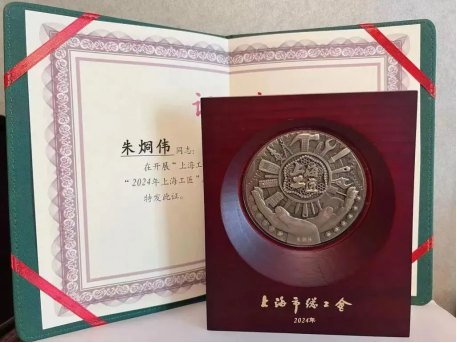 朱炯伟 同志:
在开展"上海工
"2024年上海工匠"
特发此证。
上海市总工会
2024年